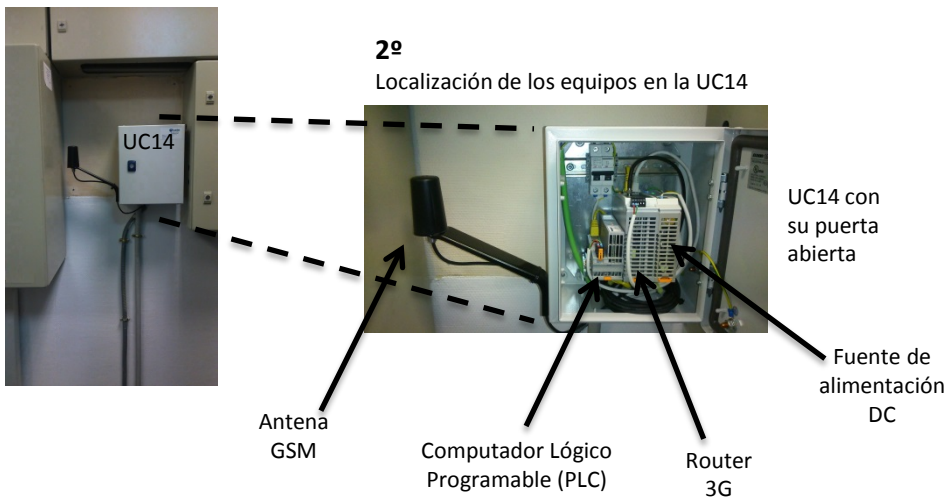 2º
Localización de los equipos en la UC14
UC14
UC14 con
su puerta
abierta
Fuente de
alimentación
DC
Antena
GSM
Computador Lógico
Programable (PLC)
Router
3G